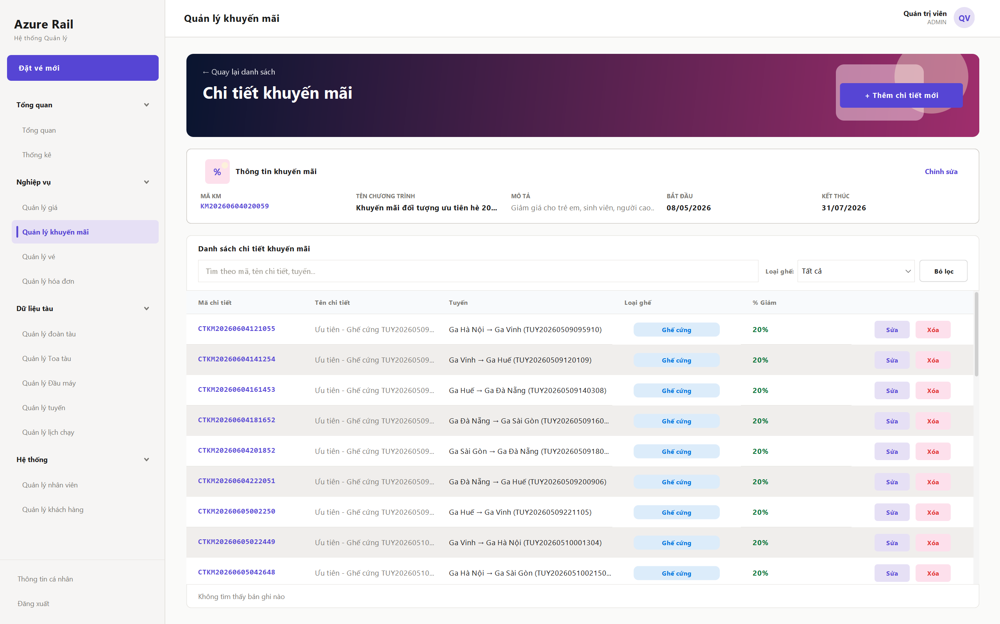 Azure Rail
Hệ thống Quản lý
Đặt vé mới
Tổng quan
Tổng quan
Thống kê
Nghiệp vụ
Quản lý giá
Quản lý khuyến mãi
Quản lý vé
Quản lý hóa đơn
Dữ liệu tàu
Quản lý đoàn tàu
Quản lý Toa tàu
Quản lý Đầu máy
Quản lý tuyến
Quản lý lịch chạy
Hệ thống
Quản lý nhân viên
Quản lý khách hàng
Thông tin cá nhân
Đăng xuất
Quản lý khuyến mãi
Quản trị viên
ADMIN
QV
← Quay lại danh sách
Chi tiết khuyến mãi
+ Thêm chi tiết mới
% Thông tin khuyến mãi Chỉnh sửa
MÃ KM TÊN CHƯƠNG TRÌNH MÔ TẢ BẮT ĐẦU KẾT THÚC
KM20260604020059 Khuyến mãi đối tượng ưu tiên hè 20... Giảm giá cho trẻ em, sinh viên, người cao.. 08/05/2026 31/07/2026
Danh sách chi tiết khuyến mãi
Tìm theo mã, tên chi tiết, tuyến... Loại ghế: Tất cả Bỏ lọc
Mã chi tiết Tên chi tiết Tuyến Loại ghế % Giảm
CTKM20260604121055 Ưu tiên - Ghế cứng TUY20260509... Ga Hà Nội → Ga Vinh (TUY20260509095910) Ghế cứng 20% Sửa Xóa
CTKM20260604141254 Ưu tiên - Ghế cứng TUY20260509... Ga Vinh → Ga Huế (TUY20260509120109) Ghế cứng 20% Sửa Xóa
CTKM20260604161453 Ưu tiên - Ghế cứng TUY20260509... Ga Huế → Ga Đà Nẵng (TUY20260509140308) Ghế cứng 20% Sửa Xóa
CTKM20260604181652 Ưu tiên - Ghế cứng TUY20260509... Ga Đà Nẵng → Ga Sài Gòn (TUY20260509160... Ghế cứng 20% Sửa Xóa
CTKM20260604201852 Ưu tiên - Ghế cứng TUY20260509... Ga Sài Gòn → Ga Đà Nẵng (TUY20260509180... Ghế cứng 20% Sửa Xóa
CTKM20260604222051 Ưu tiên - Ghế cứng TUY20260509... Ga Đà Nẵng → Ga Huế (TUY20260509200906) Ghế cứng 20% Sửa Xóa
CTKM20260605002250 Ưu tiên - Ghế cứng TUY20260509... Ga Huế → Ga Vinh (TUY20260509221105) Ghế cứng 20% Sửa Xóa
CTKM20260605022449 Ưu tiên - Ghế cứng TUY20260510... Ga Vinh → Ga Hà Nội (TUY20260510001304) Ghế cứng 20% Sửa Xóa
CTKM20260605042648 Ưu tiên - Ghế cứng TUY20260510... Ga Hà Nội → Ga Sài Gòn (TUY2026051002150... Ghế cứng 20% Sửa Xóa
Không tìm thấy bản ghi nào